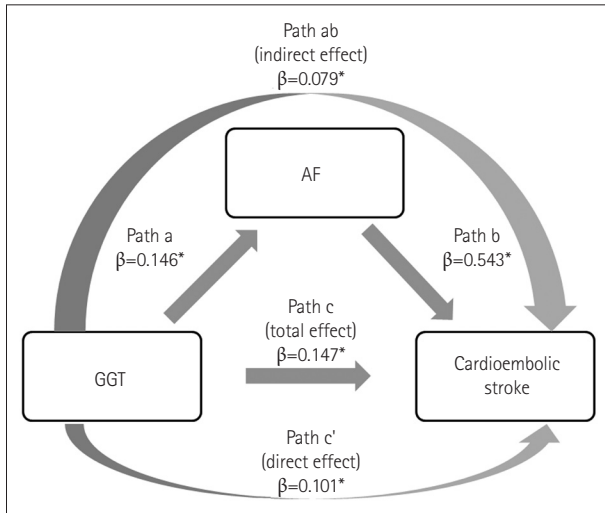 Path ab
(indirect effect)
β=0.079*
AF
Path a
β=0.146*
Path b
β=0.543*
Path c
(total effect)
β=0.147*
GGT
Cardioembolic
stroke
Path c'
(direct effect)
β=0.101*